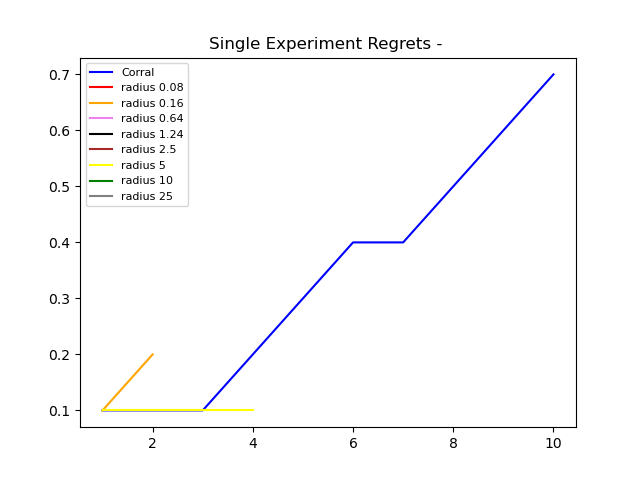 Single Experiment Regrets -
0.7
0.6
0.5
0.4
0.3
0.2
0.1
Corral
radius 0.08
radius 0.16
radius 0.64
radius 1.24
radius 2.5
radius 5
radius 10
radius 25
2 4 6 8 10